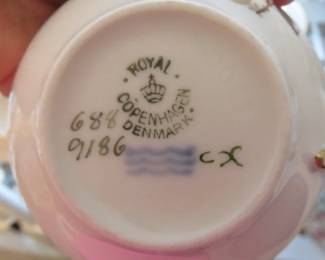 ROYAL
COPENHAGEN
DENMARK
688
9186
CX